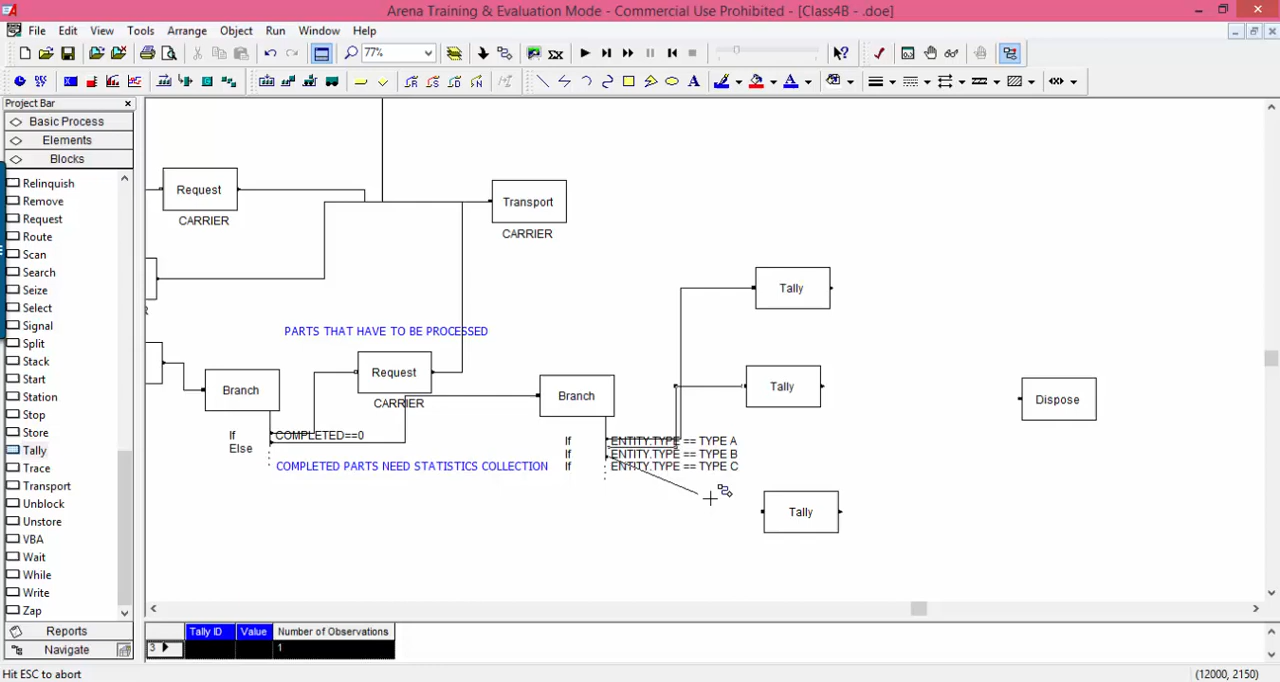 Arena Training & Evaluation Mode - Commercial Use Prohibited - [Class4B - .doe]
File Edit View Tools Arrange Object Run Window Help
77%
Project Bar
Basic Process
Elements
Blocks
Relinquish
Remove
Request
Route
Scan
Search
Seize
Select
Signal
Split
Stack
Start
Station
Stop
Store
Tally
Trace
Transport
Unblock
Unstore
VBA
Wait
While
Write
Zap
Reports
Navigate
Request
CARRIER
Transport
CARRIER
Tally
PARTS THAT HAVE TO BE PROCESSED
Request
CARRIER
Branch
If COMPLETED==0
Else
COMPLETED PARTS NEED STATISTICS COLLECTION
Branch
If ENTITY.TYPE == TYPE A
If ENTITY.TYPE == TYPE B
If ENTITY.TYPE == TYPE C
Tally
Dispose
Tally
Tally ID Value Number of Observations
3 1
Hit ESC to abort
(12000, 2150)